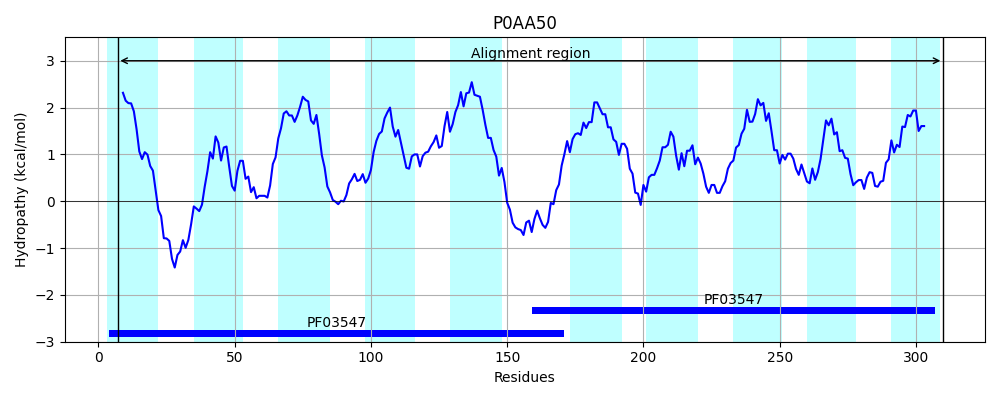 P0AA50
Alignment region
Hydropathy (kcal/mol)
3
2
1
0
−1
−2
−3
PF03547
PF03547
0 50 100 150 200 250 300
Residues